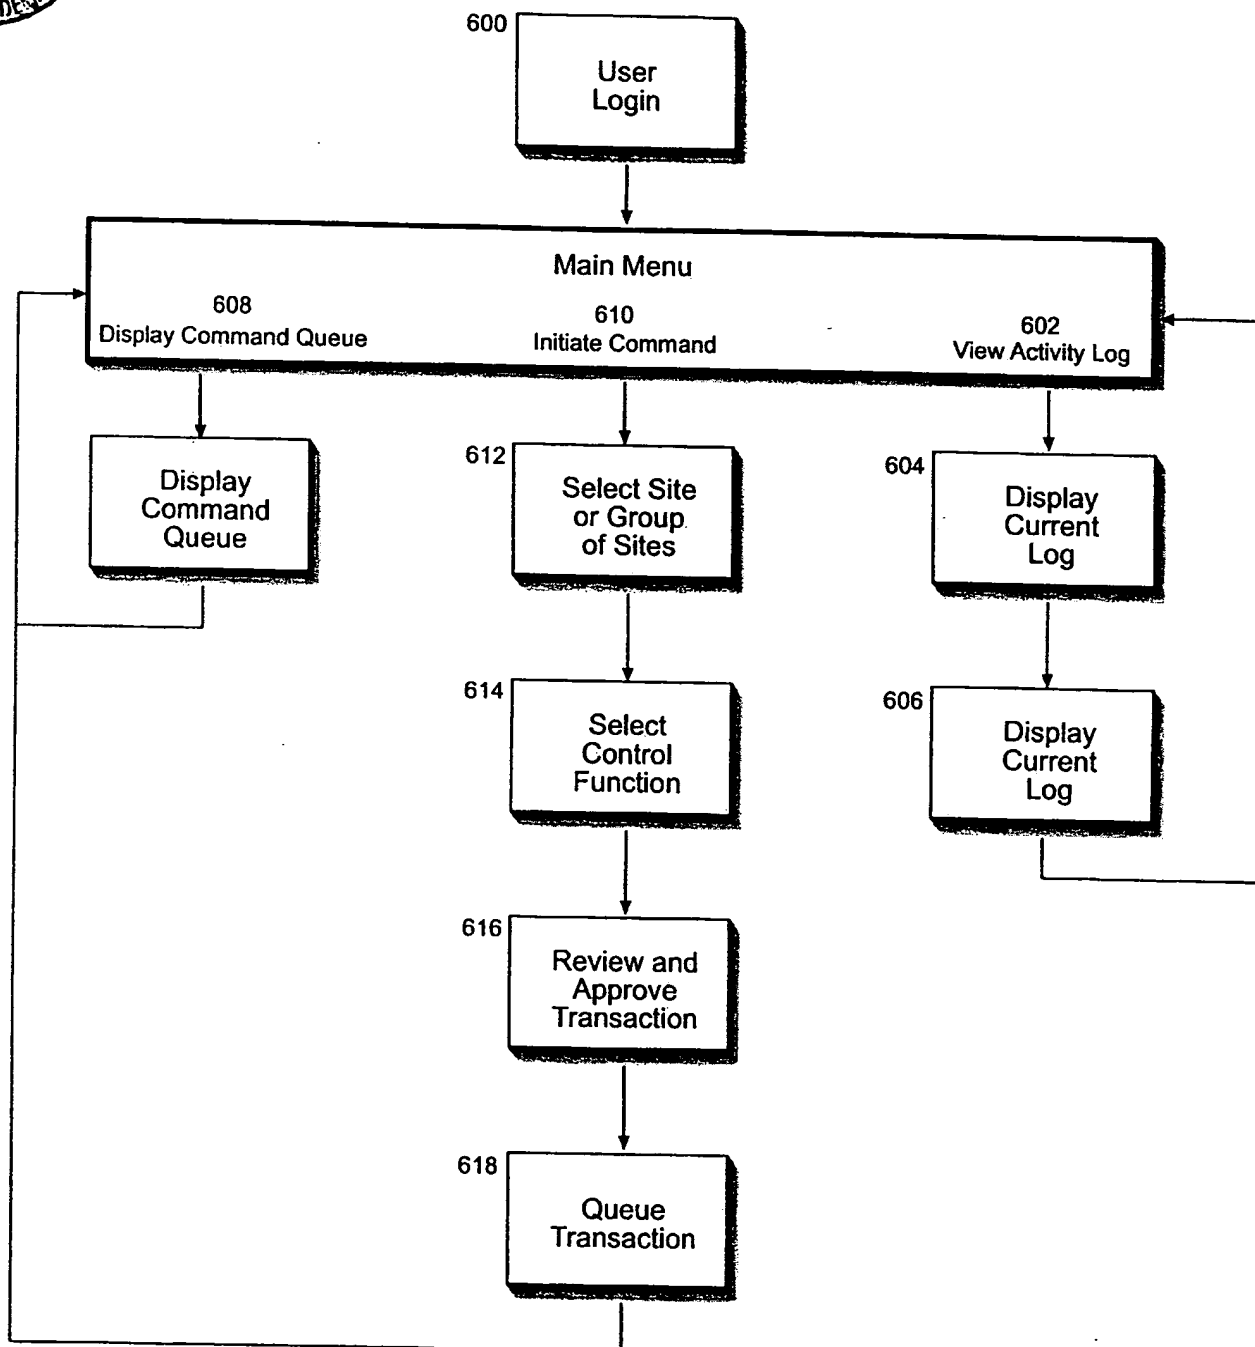 600
User
Login
Main Menu
608
Display Command Queue
610
Initiate Command
602
View Activity Log
Display
Command
Queue
612
Select Site
or Group
of Sites
604
Display
Current
Log
614
Select
Control
Function
606
Display
Current
Log
616
Review and
Approve
Transaction
618
Queue
Transaction